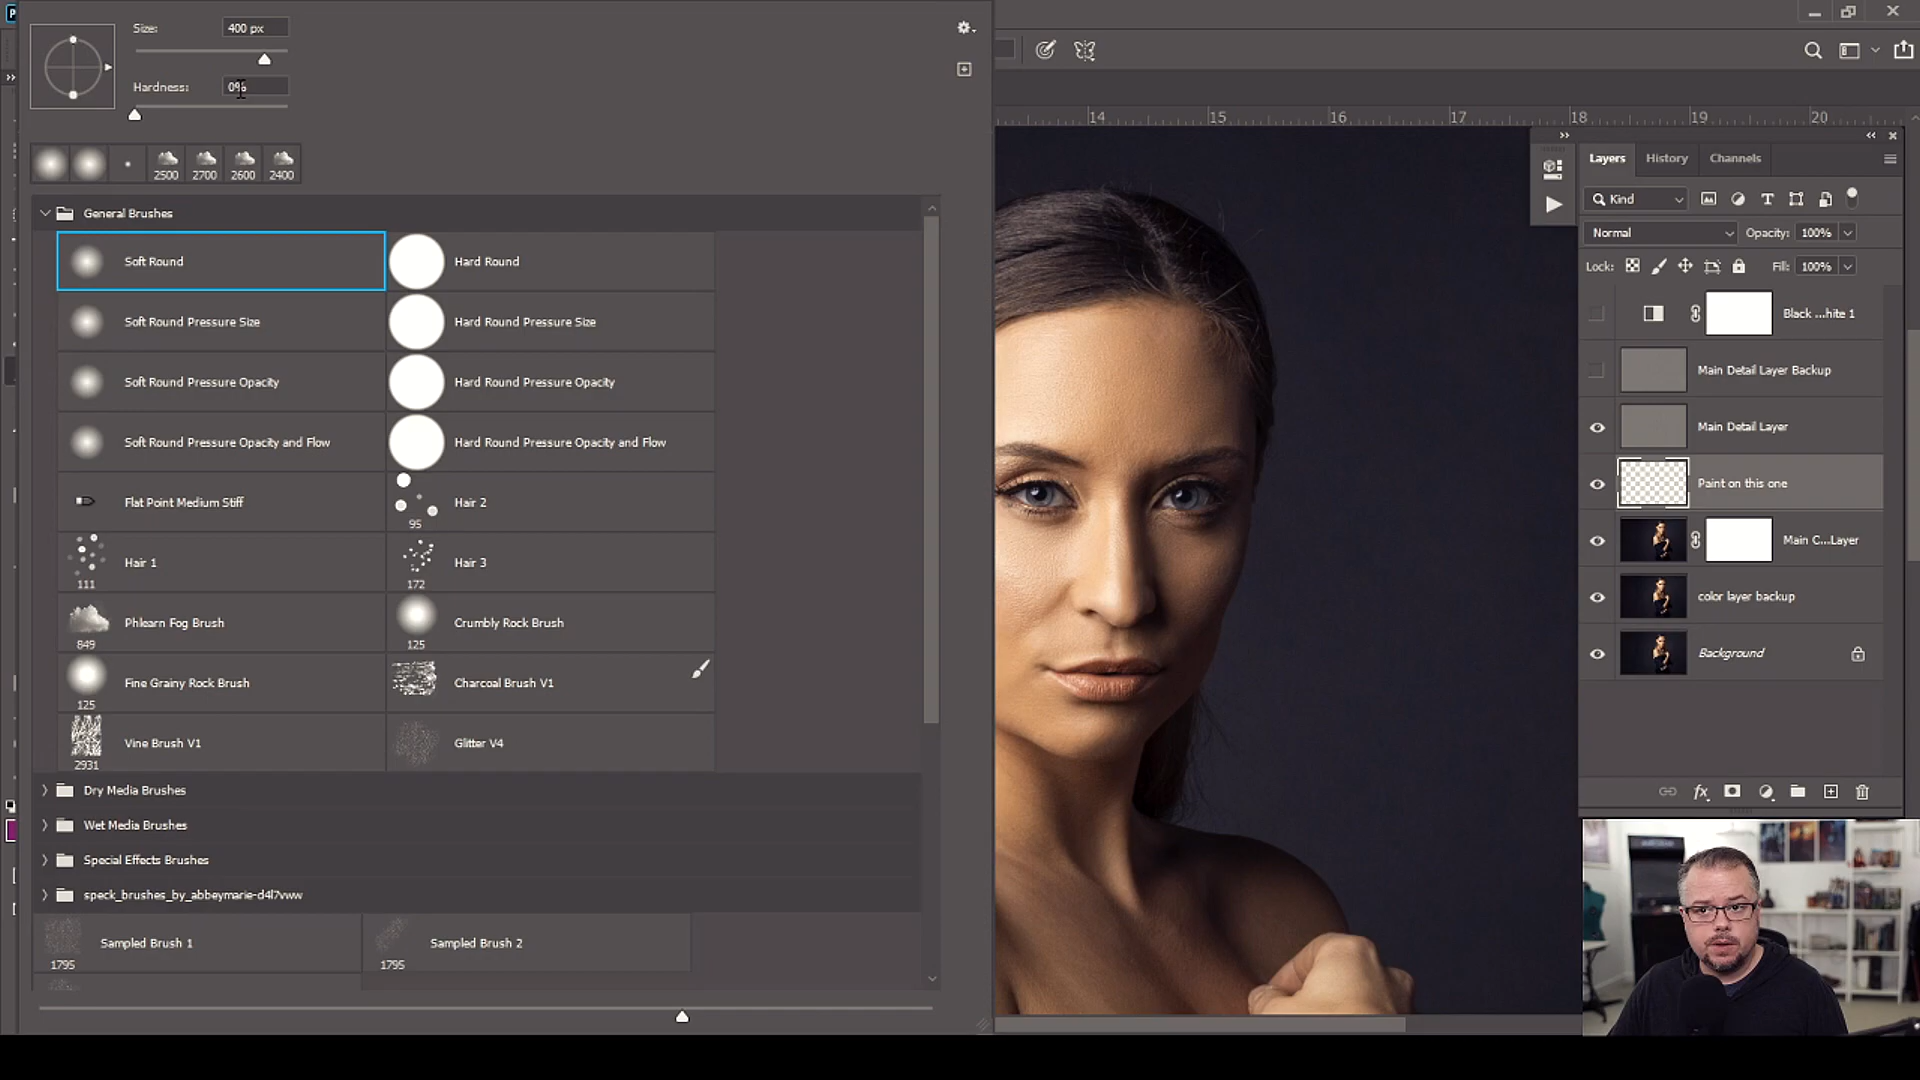 Size: 400 px
Hardness: 0%
2500 2700 2600 2400
General Brushes
Soft Round
Hard Round
Soft Round Pressure Size
Hard Round Pressure Size
Soft Round Pressure Opacity
Hard Round Pressure Opacity
Soft Round Pressure Opacity and Flow
Hard Round Pressure Opacity and Flow
Flat Point Medium Stiff
Hair 2
95
Hair 1
111
Hair 3
172
Phlearn Fog Brush
849
Crumbly Rock Brush
125
Fine Grainy Rock Brush
125
Charcoal Brush V1
Vine Brush V1
2931
Glitter V4
Dry Media Brushes
Wet Media Brushes
Special Effects Brushes
speck_brushes_by_abbeymarie-d4l7vww
Sampled Brush 1
1795
Sampled Brush 2
1795
14 15 16 17 18 19 20
Layers History Channels
Kind
Normal Opacity: 100%
Lock: Fill: 100%
Black ...hite 1
Main Detail Layer Backup
Main Detail Layer
Paint on this one
Main C...Layer
color layer backup
Background
fx